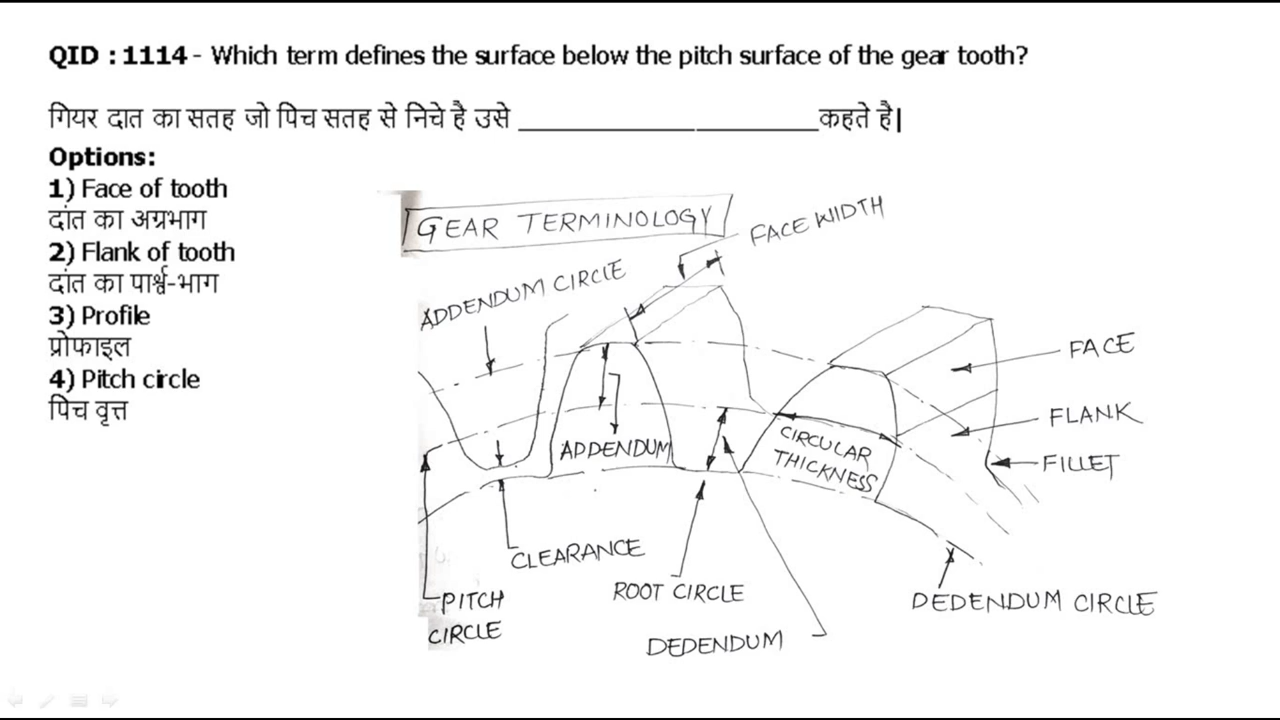 QID : 1114 - Which term defines the surface below the pitch surface of the gear tooth?
गियर दात का सतह जो पिच सतह से निचे है उसे ______________________ कहते है|
Options:
1) Face of tooth
दांत का अग्रभाग
2) Flank of tooth
दांत का पार्श्व-भाग
3) Profile
प्रोफाइल
4) Pitch circle
पिच वृत्त
GEAR TERMINOLOGY
FACE WIDTH
ADDENDUM CIRCLE
FACE
FLANK
FILLET
ADDENDUM
CIRCULAR
THICKNESS
CLEARANCE
ROOT CIRCLE
PITCH
CIRCLE
DEDENDUM
DEDENDUM CIRCLE